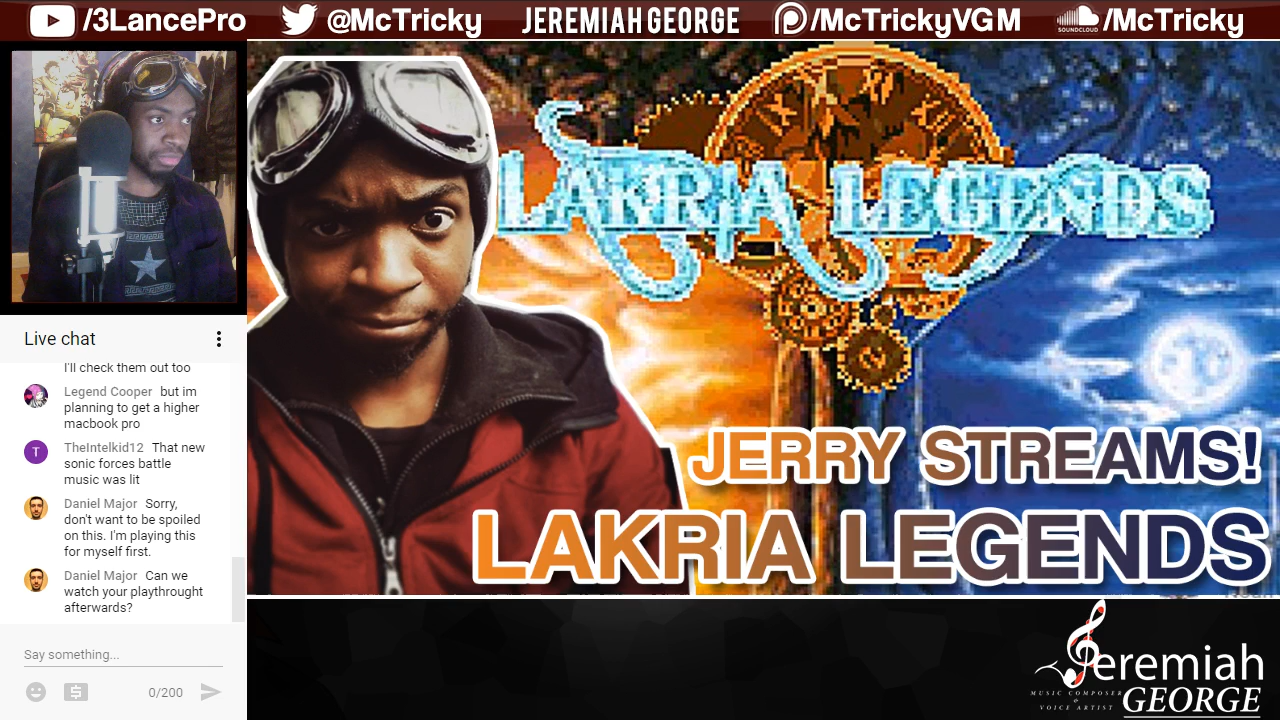 /3LancePro @McTricky JEREMIAH GEORGE /McTrickyVGM SOUNDCLOUD /McTricky
LAKRIA LEGENDS
JERRY STREAMS!
LAKRIA LEGENDS
Live chat
I'll check them out too
Legend Cooper but im
planning to get a higher
macbook pro
T
TheIntelkid12 That new
sonic forces battle
music was lit
Daniel Major Sorry,
don't want to be spoiled
on this. I'm playing this
for myself first.
Daniel Major Can we
watch your playthrought
afterwards?
Say something...
0/200
Jeremiah
MUSIC COMPOSER
&
VOICE ARTIST
GEORGE